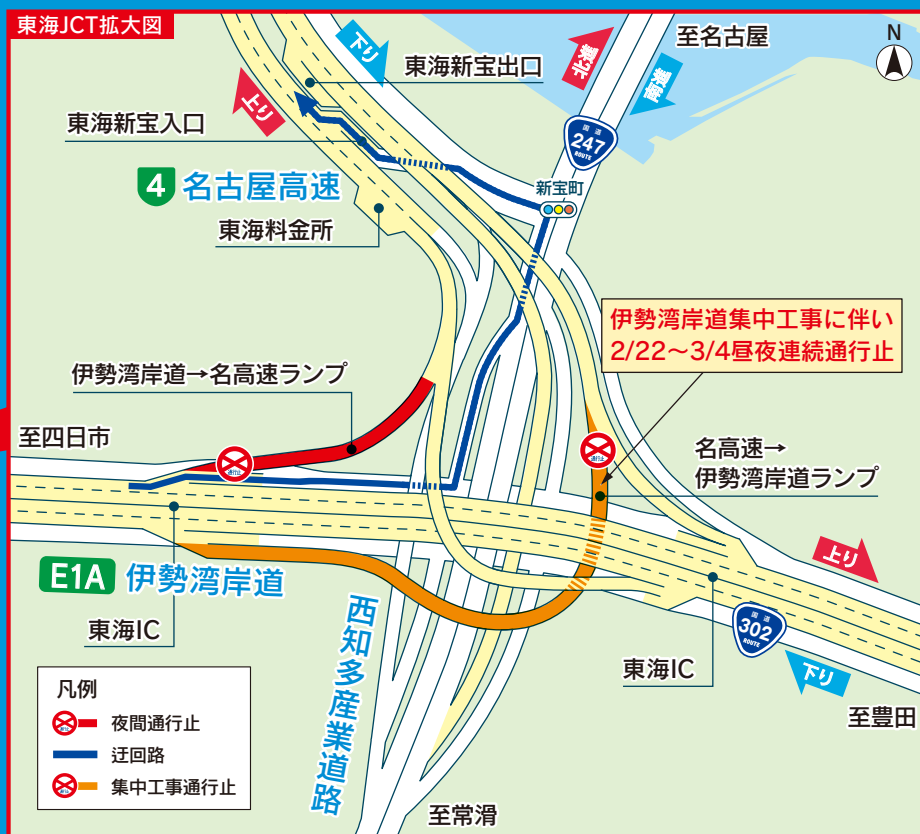 東海JCT拡大図
下り
東海新宝出口
北進
至名古屋
N
南進
上り
東海新宝入口
国道
247
ROUTE
4 名古屋高速
新宝町
東海料金所
伊勢湾岸道集中工事に伴い
2/22～3/4昼夜連続通行止
伊勢湾岸道→名高速ランプ
至四日市
通行止
名高速→
伊勢湾岸道ランプ
通行止
E1A 伊勢湾岸道
上り
西知多産業道路
国道
302
ROUTE
東海IC
東海IC
下り
至豊田
凡例
夜間通行止
迂回路
集中工事通行止
至常滑